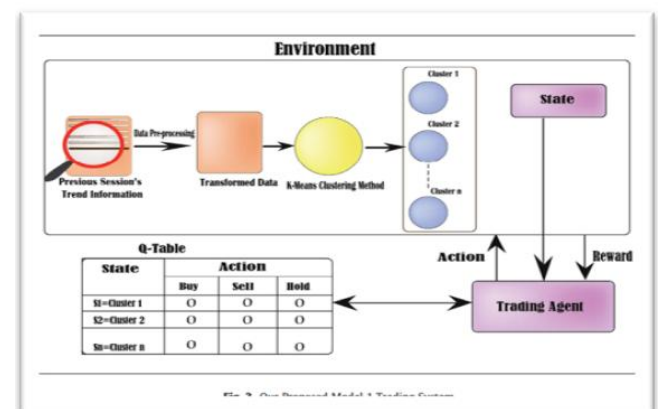 Environment
Cluster 1
State
Cluster 2
Data Pre-processing
Previous Session's
Trend Information
Transformed Data
K-Means Clustering Method
Cluster n
Q-Table
State
Action
Buy
Sell
Hold
S1=Cluster 1
O
O
O
S2=Cluster 2
O
O
O
Sn=Cluster n
O
O
O
Action
Reward
Trading Agent